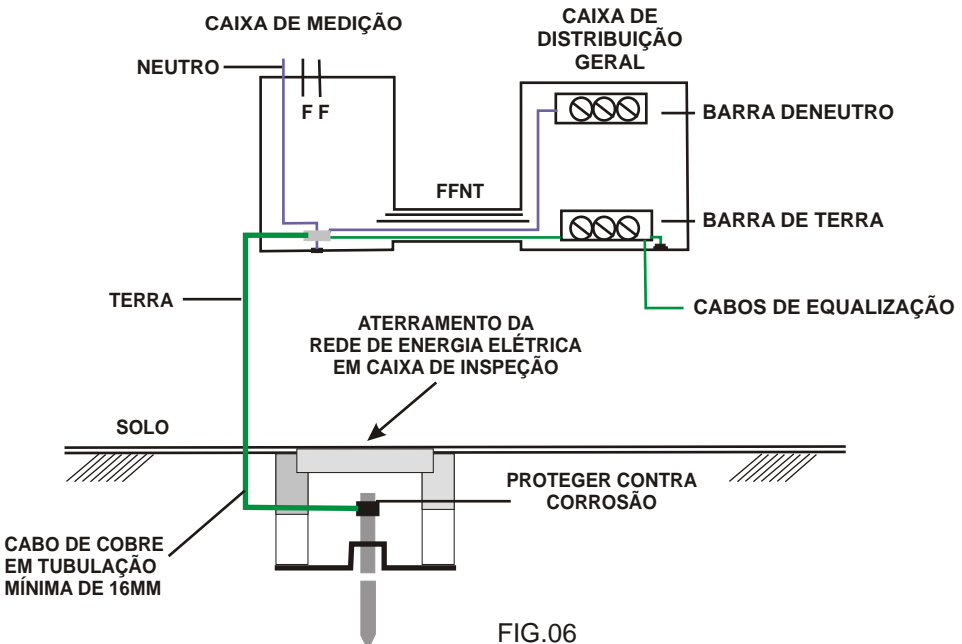 CAIXA DE MEDIÇÃO
CAIXA DE
DISTRIBUIÇÃO
GERAL
NEUTRO
F F
BARRA DENEUTRO
FFNT
BARRA DE TERRA
TERRA
CABOS DE EQUALIZAÇÃO
ATERRAMENTO DA
REDE DE ENERGIA ELÉTRICA
EM CAIXA DE INSPEÇÃO
SOLO
PROTEGER CONTRA
CORROSÃO
CABO DE COBRE
EM TUBULAÇÃO
MÍNIMA DE 16MM
FIG.06